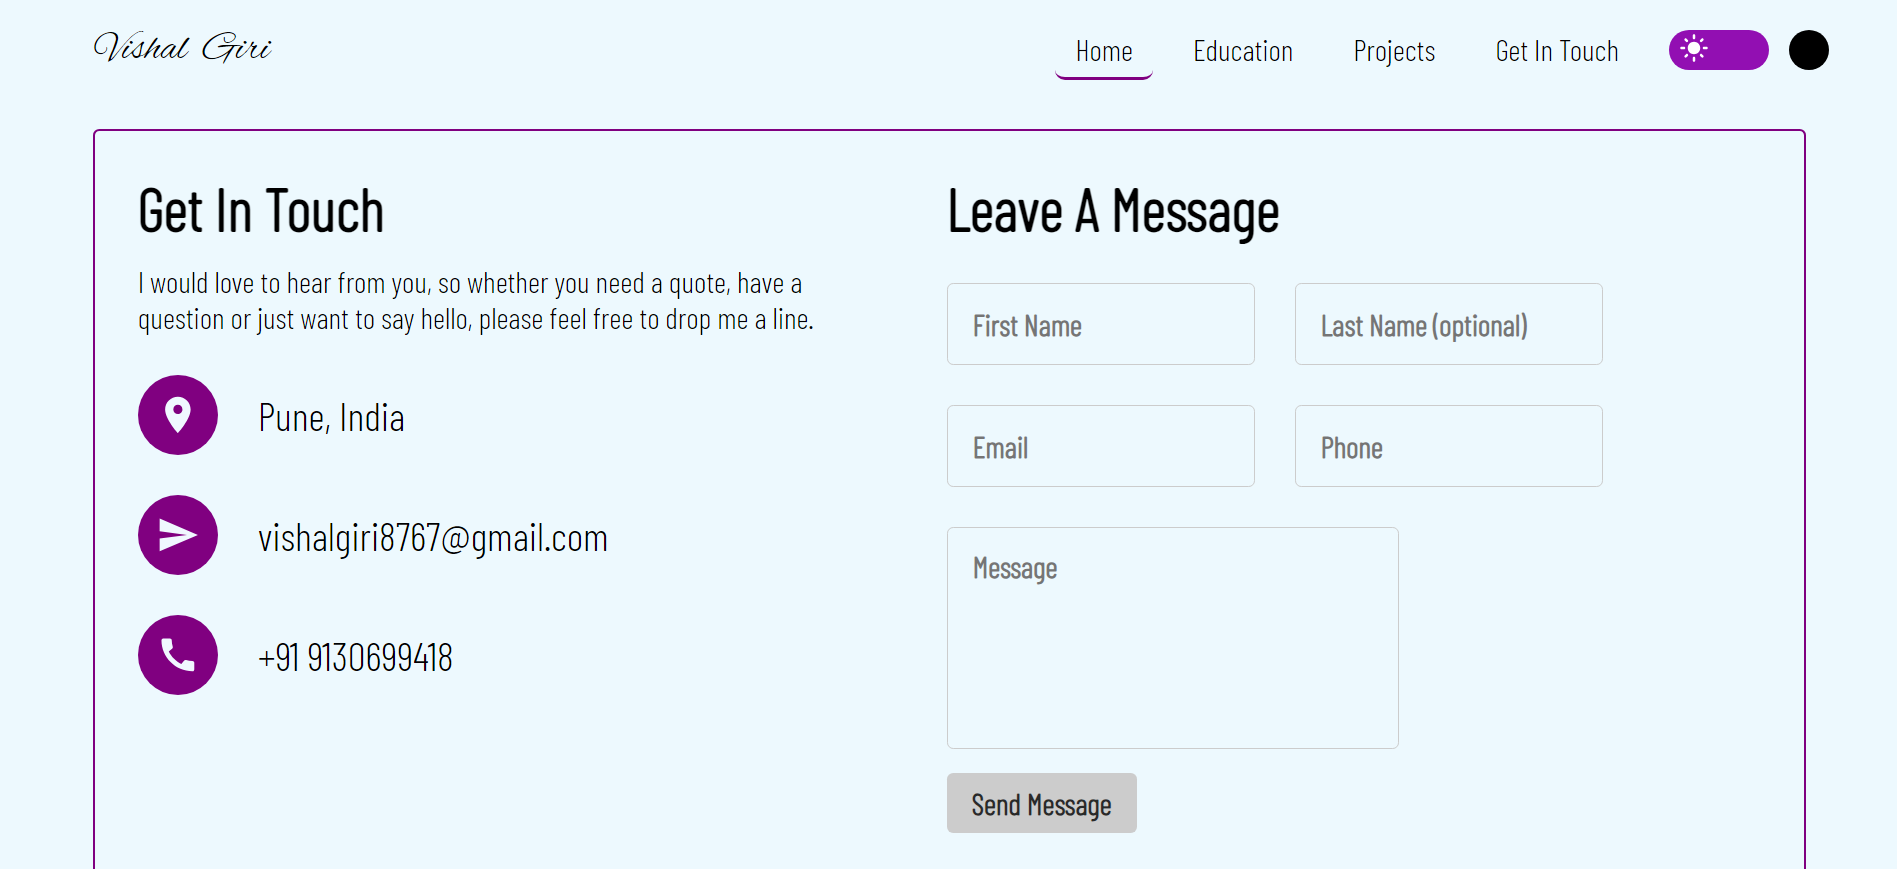 Vishal Giri
Home Education Projects Get In Touch
Get In Touch
I would love to hear from you, so whether you need a quote, have a
question or just want to say hello, please feel free to drop me a line.
Pune, India
vishalgiri8767@gmail.com
+91 9130699418
Leave A Message
First Name Last Name (optional)
Email Phone
Message
Send Message